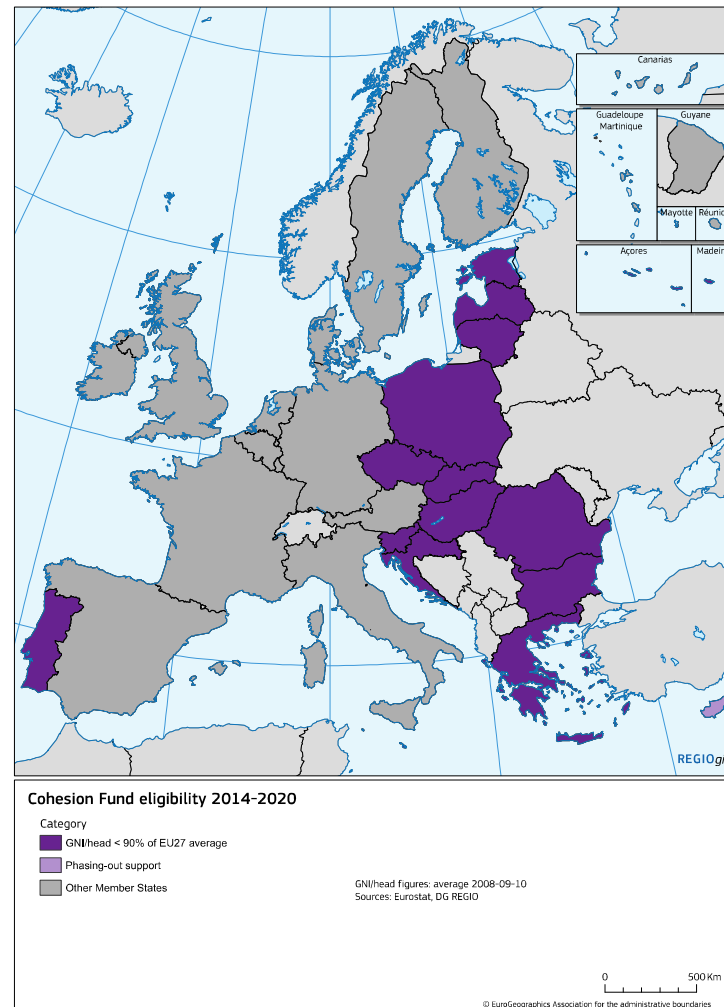 Canarias
Guadeloupe
Martinique
Guyane
Mayotte
Açores
REGIO
Cohesion Fund eligibility 2014-2020
Category
GNI/head < 90% of EU27 average
Phasing-out support
Other Member States
GNI/head figures: average 2008-09-10
Sources: Eurostat, DG REGIO
0
500 Km
© EuroGeographics Association for the administrative boundaries